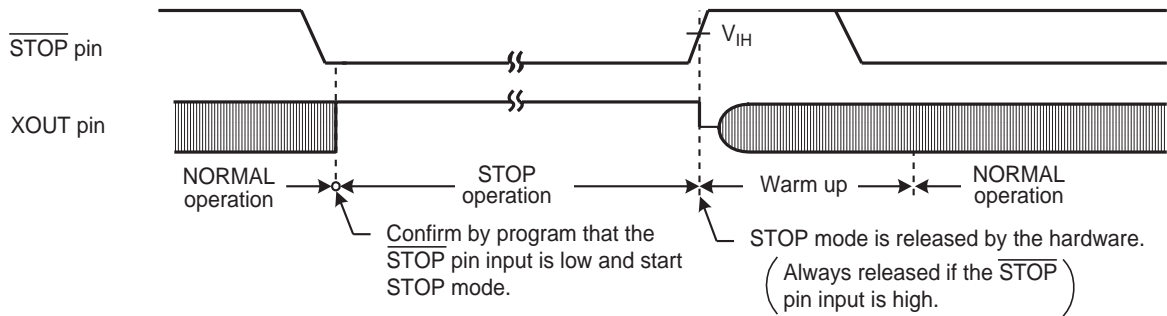 STOP pin
VIH
XOUT pin
NORMAL
operation
STOP
operation
Warm up
NORMAL
operation
Confirm by program that the
STOP pin input is low and start
STOP mode.
STOP mode is released by the hardware.
( Always released if the STOP
pin input is high. )